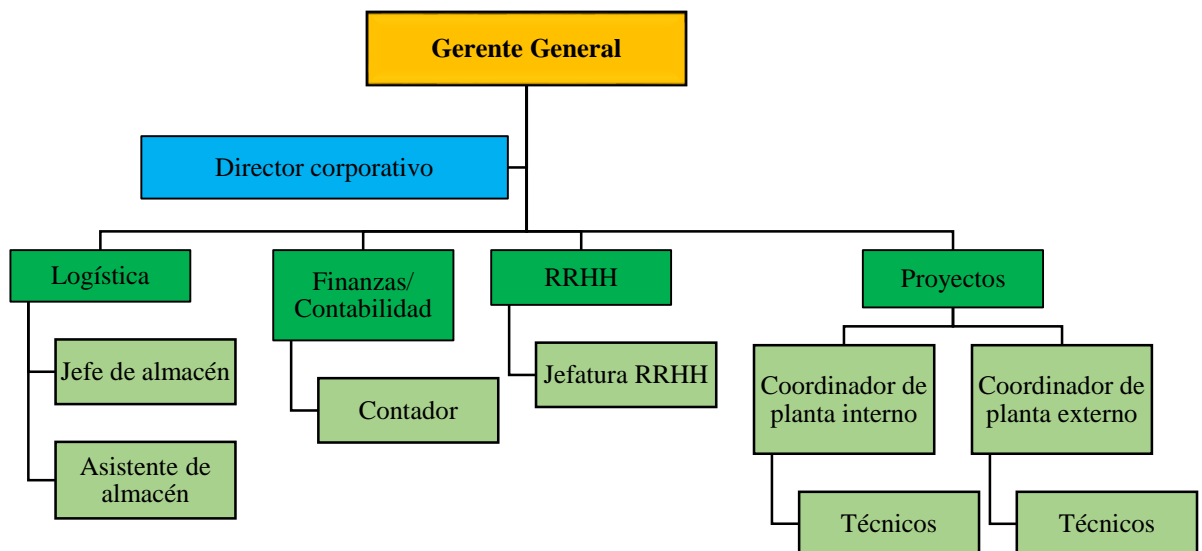 Gerente General
Director corporativo
Logística
Finanzas/
Contabilidad
RRHH
Proyectos
Jefe de almacén
Asistente de
almacén
Contador
Jefatura RRHH
Coordinador de
planta interno
Coordinador de
planta externo
Técnicos
Técnicos